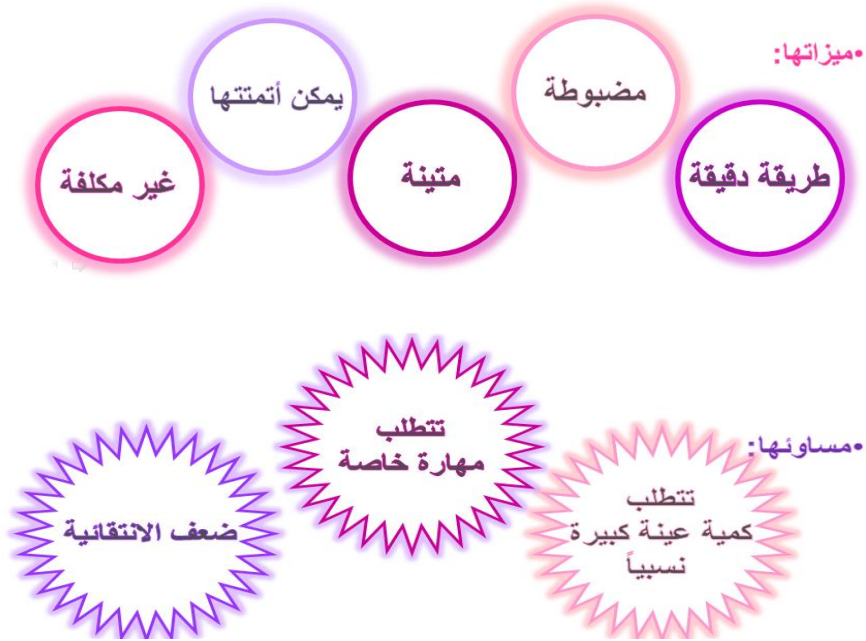 •ميزاتها:
طريقة دقيقة
مضبوطة
متينة
يمكن أتمتتها
غير مكلفة
•مساوئها:
تتطلب
كمية عينة كبيرة
نسبياً
تتطلب
مهارة خاصة
ضعف الانتقائية